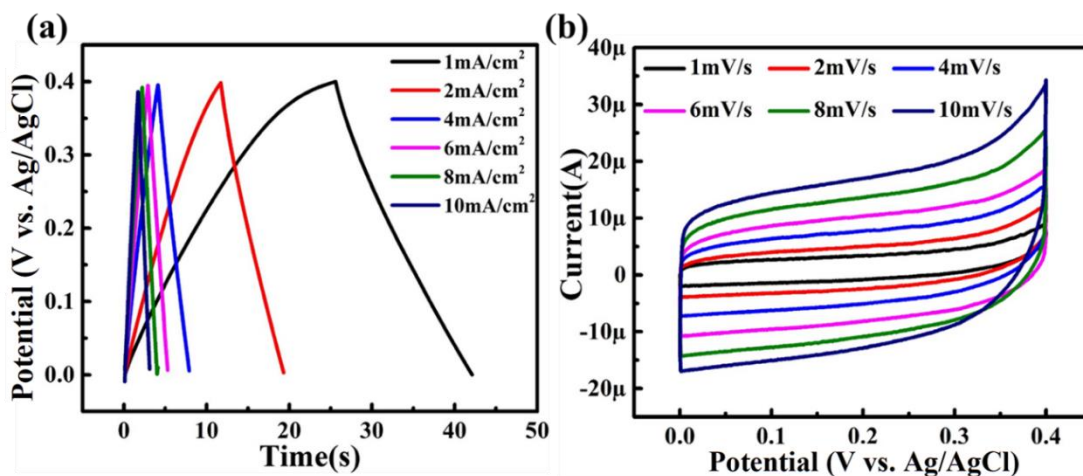 (a)
Potential (V vs. Ag/AgCl)
0.4
0.3
0.2
0.1
0.0
1mA/cm²
2mA/cm²
4mA/cm²
6mA/cm²
8mA/cm²
10mA/cm²
0 10 20 30 40 50
Time(s)
(b)
Current(A)
40μ
30μ
20μ
10μ
0
-10μ
-20μ
1mV/s 2mV/s 4mV/s
6mV/s 8mV/s 10mV/s
0.0 0.1 0.2 0.3 0.4
Potential (V vs. Ag/AgCl)